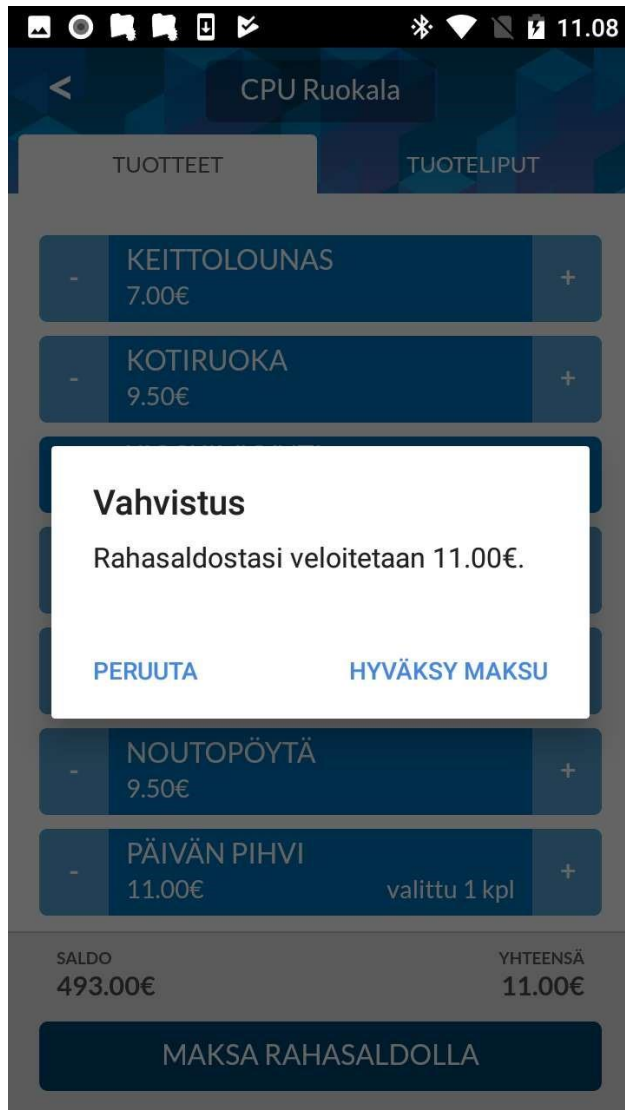 11.08
<
CPU Ruokala
TUOTTEET
TUOTELIPUT
KEITTOLOUNAS
- +
7.00€
KOTIRUOKA
- +
9.50€
Vahvistus
Rahasaldostasi veloitetaan 11.00€.
PERUUTA HYVÄKSY MAKSU
NOUTOPÖYTÄ
- +
9.50€
PÄIVÄN PIHVI
- +
11.00€ valittu 1 kpl
SALDO YHTEENSÄ
493.00€ 11.00€
MAKSA RAHASALDOLLA